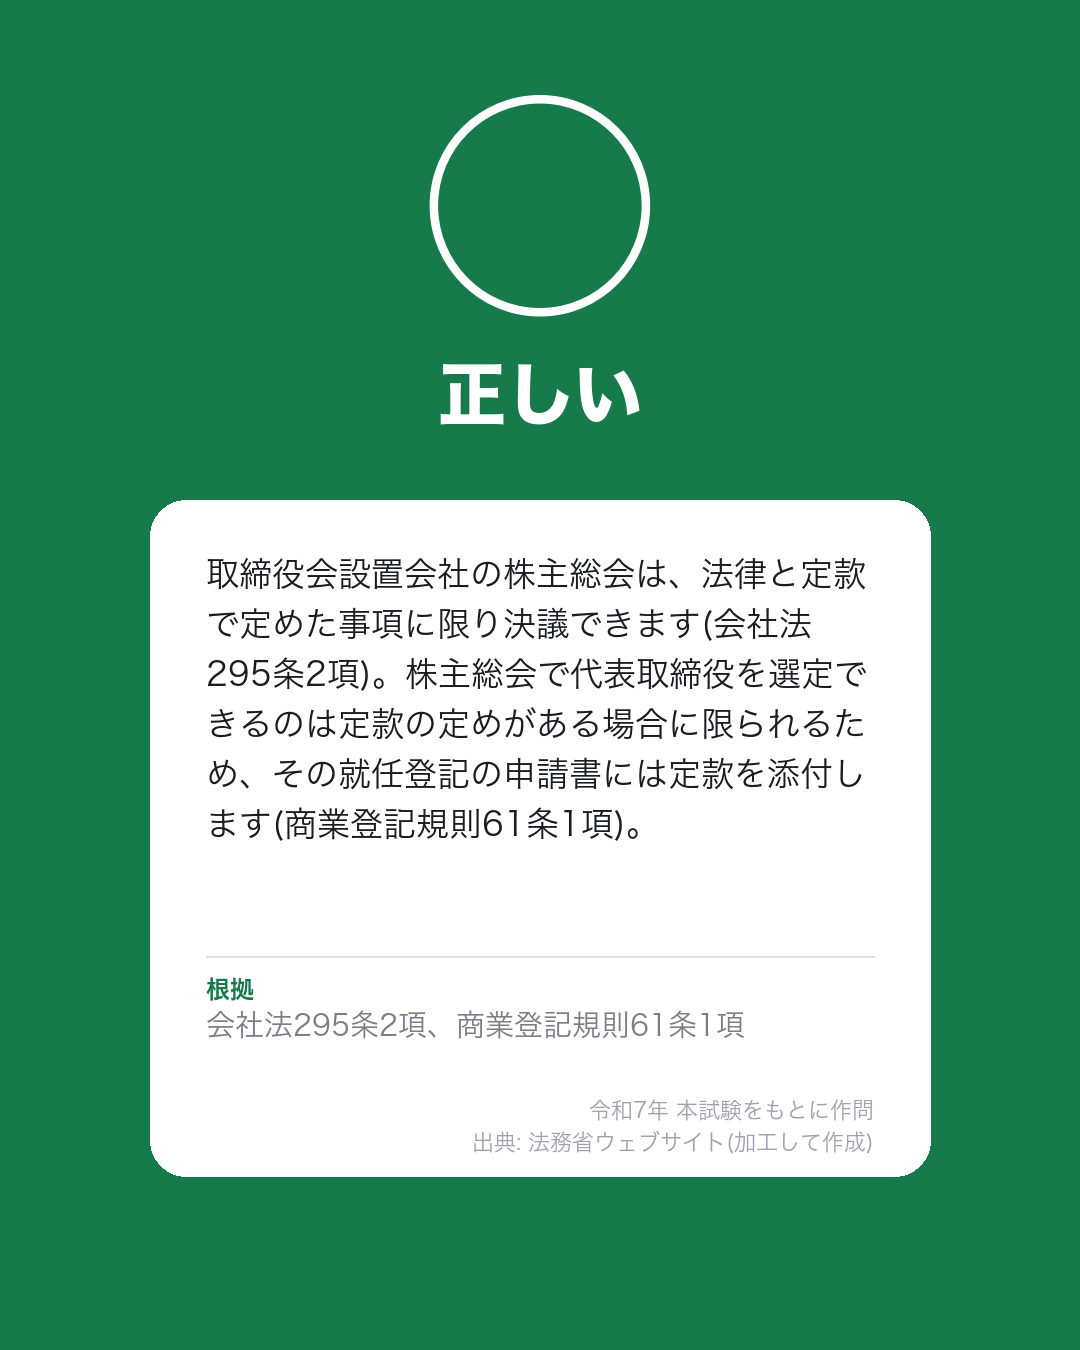 正しい
取締役会設置会社の株主総会は、法律と定款
で定めた事項に限り決議できます(会社法
295条2項)。株主総会で代表取締役を選定で
きるのは定款の定めがある場合に限られるた
め、その就任登記の申請書には定款を添付し
ます(商業登記規則61条1項)。
根拠
会社法295条2項、商業登記規則61条1項
令和7年 本試験をもとに作問
出典: 法務省ウェブサイト(加工して作成)